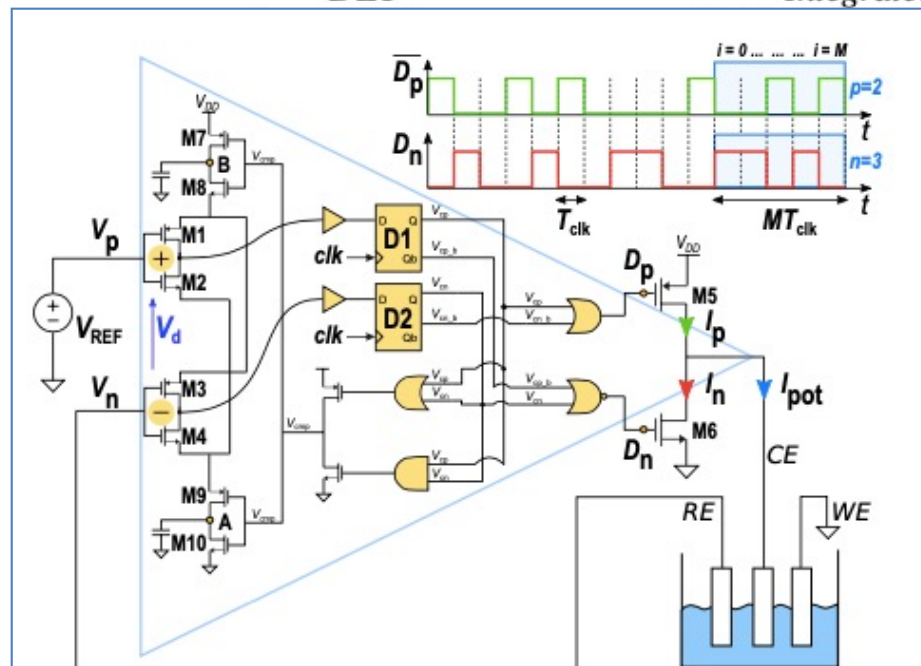 i = 0 ... ... ... i = M
Dp
p=2
t
Dn
n=3
t
Tclk
MTclk
VDD
M7
B
Vcmp
M8
M1
Vp
+
M2
VREF
Vd
Vn
M3
−
M4
M9
A
Vcmp
M10
D Q
D1
Qb
clk
Vcp
Vcp_b
D Q
D2
Qb
clk
Vcn
Vcn_b
Vcp
Vcn
Vcmp
Vcp
Vcn
Vcp
Vcn_b
Vcp_b
Vcn
VDD
Dp
M5
Ip
In
Ipot
Dn
M6
CE
RE
WE